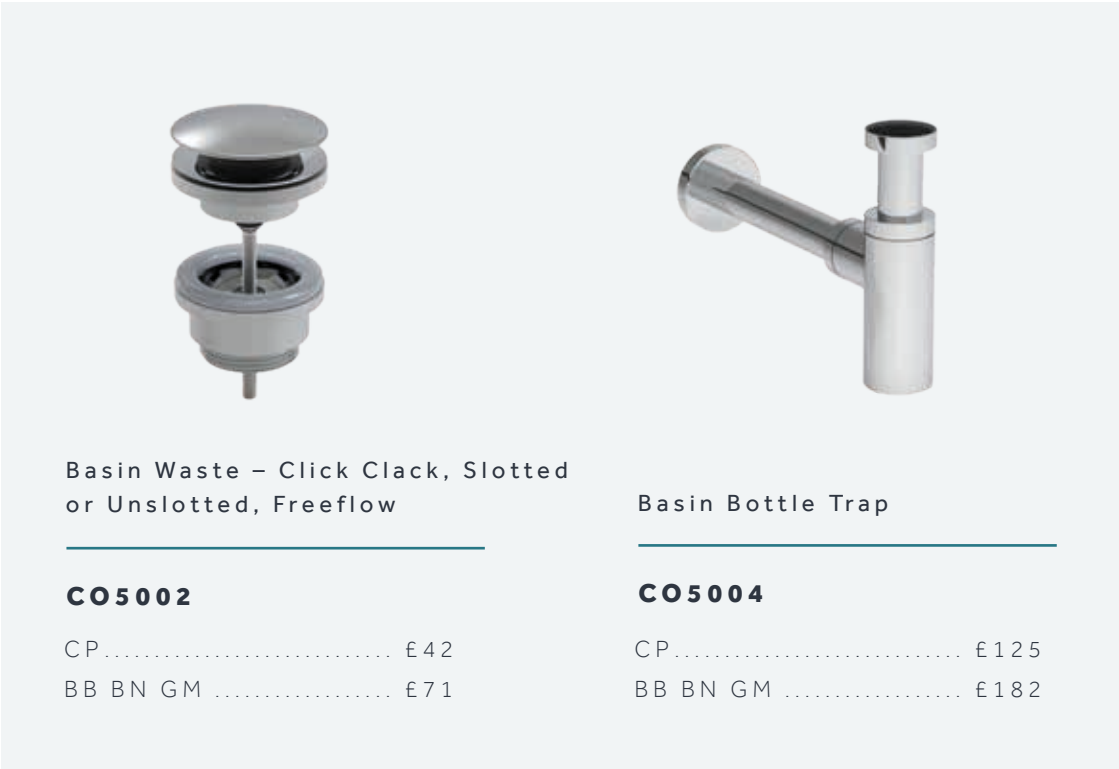 Basin Waste – Click Clack, Slotted
or Unslotted, Freeflow
CO5002
CP............................. £42
BB BN GM .................. £71
Basin Bottle Trap
CO5004
CP............................. £125
BB BN GM .................. £182